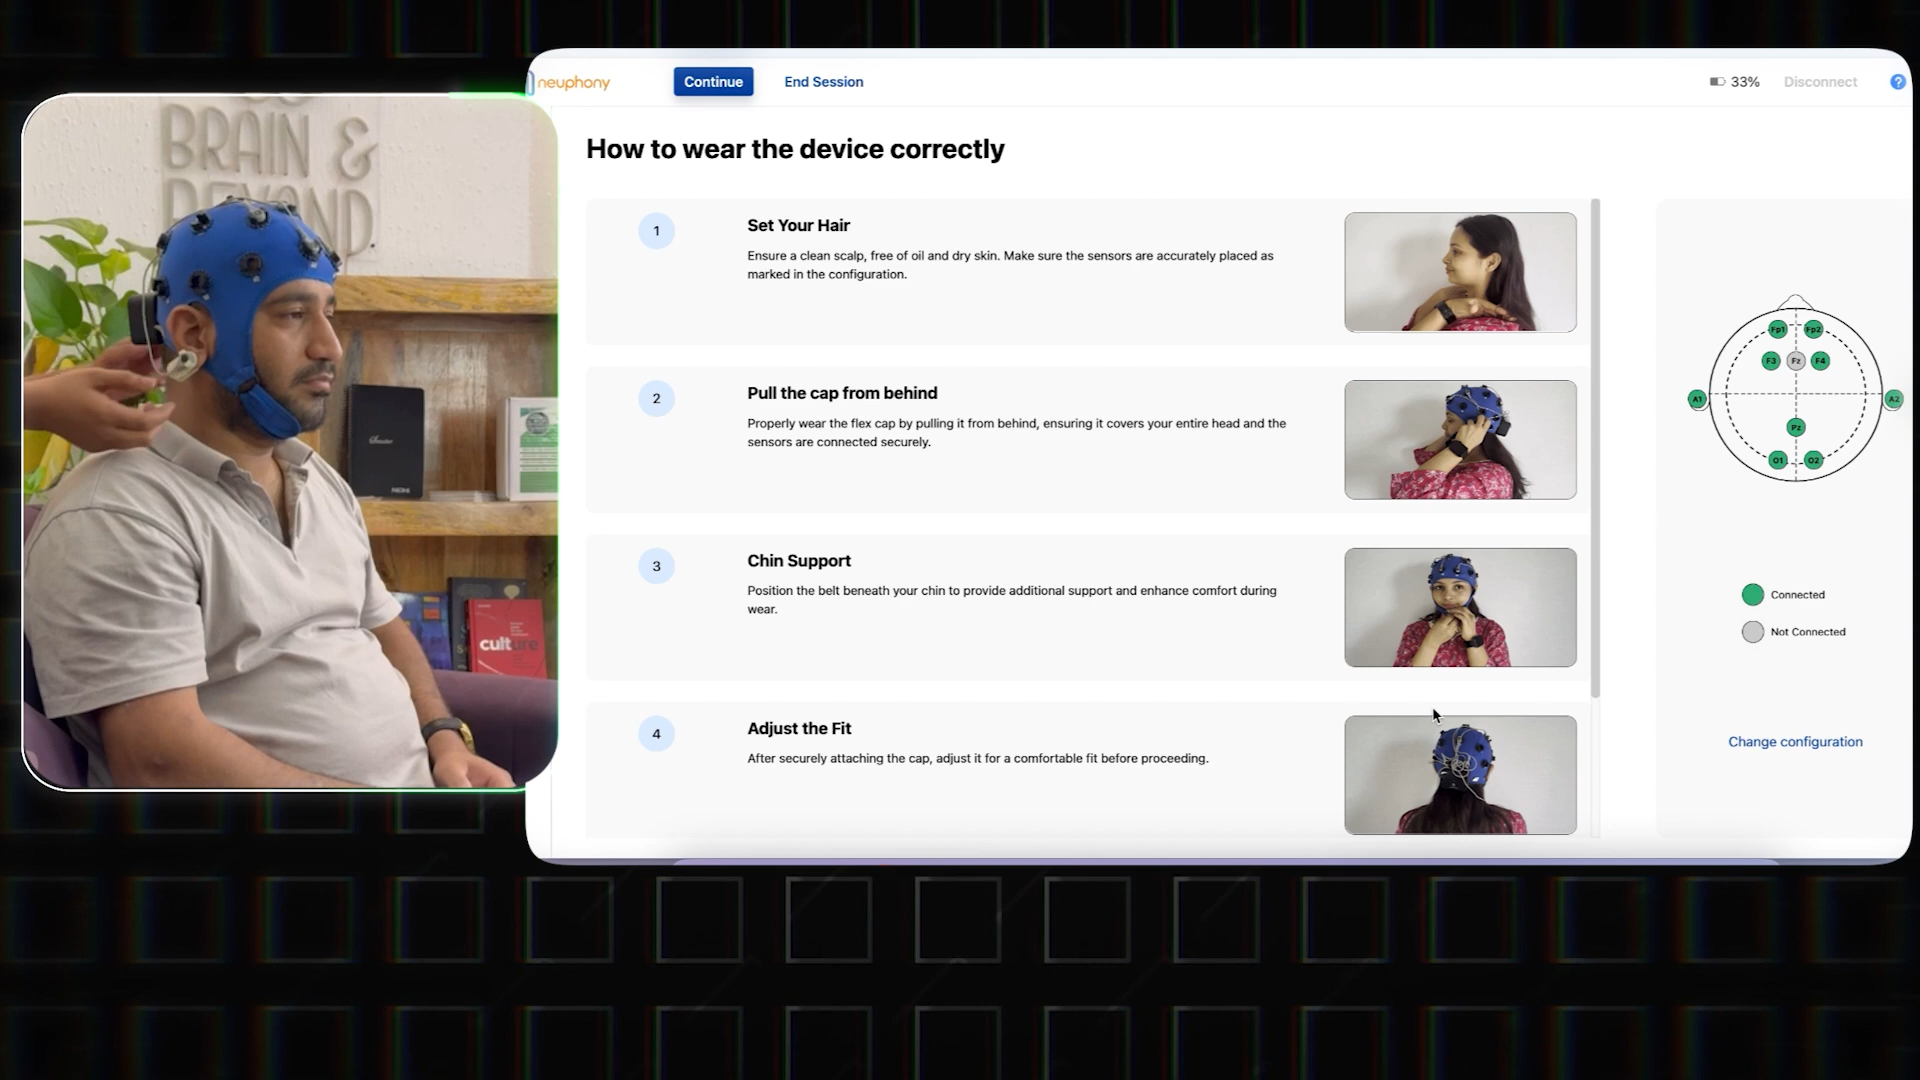 BRAIN &
BEYOND
culture
neuphony
Continue
End Session
33%
Disconnect
?
How to wear the device correctly
1
Set Your Hair
Ensure a clean scalp, free of oil and dry skin. Make sure the sensors are accurately placed as
marked in the configuration.
2
Pull the cap from behind
Properly wear the flex cap by pulling it from behind, ensuring it covers your entire head and the
sensors are connected securely.
3
Chin Support
Position the belt beneath your chin to provide additional support and enhance comfort during
wear.
4
Adjust the Fit
After securely attaching the cap, adjust it for a comfortable fit before proceeding.
Fp1 Fp2
F3 Fz F4
A1 A2
Pz
O1 O2
Connected
Not Connected
Change configuration